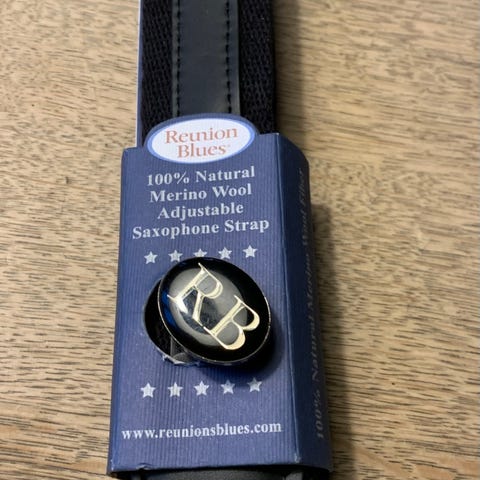 Reunion
Blues®
100% Natural
Merino Wool
Adjustable
Saxophone Strap
RB
www.reunionsblues.com
100% Natural Merino Wool Fiber